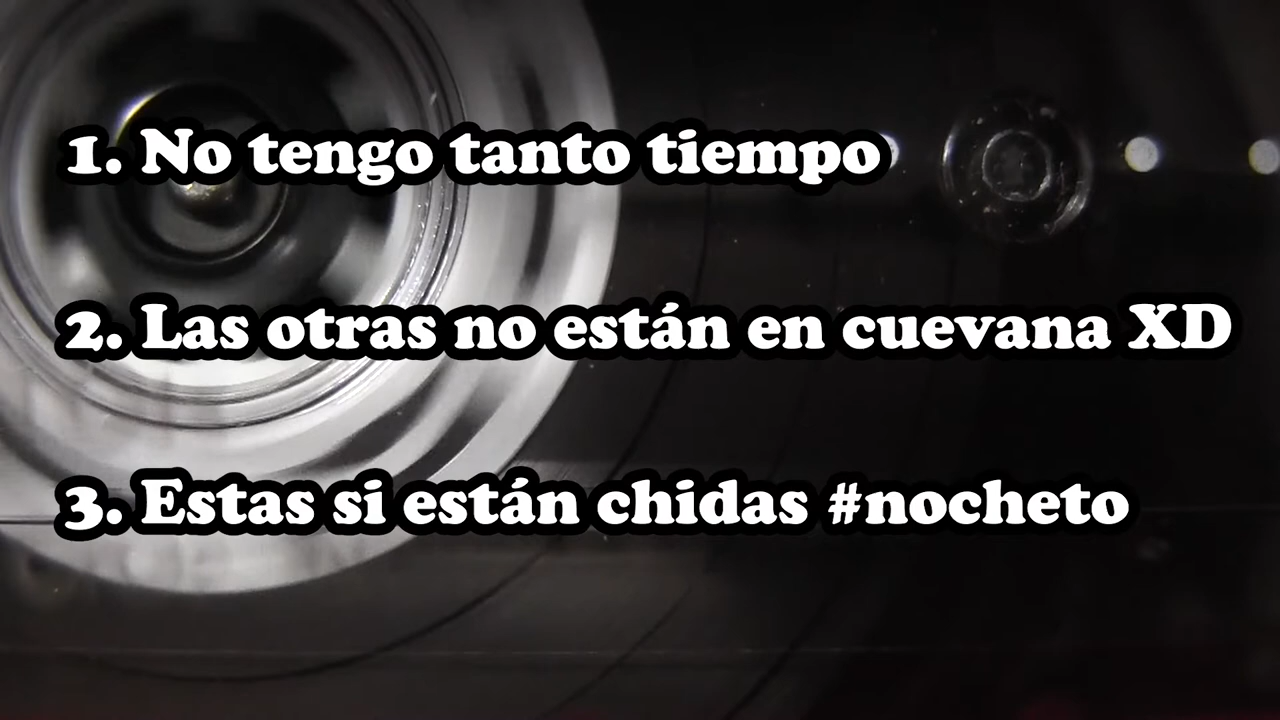 1. No tengo tanto tiempo
2. Las otras no están en cuevana XD
3. Estas si están chidas #nocheto